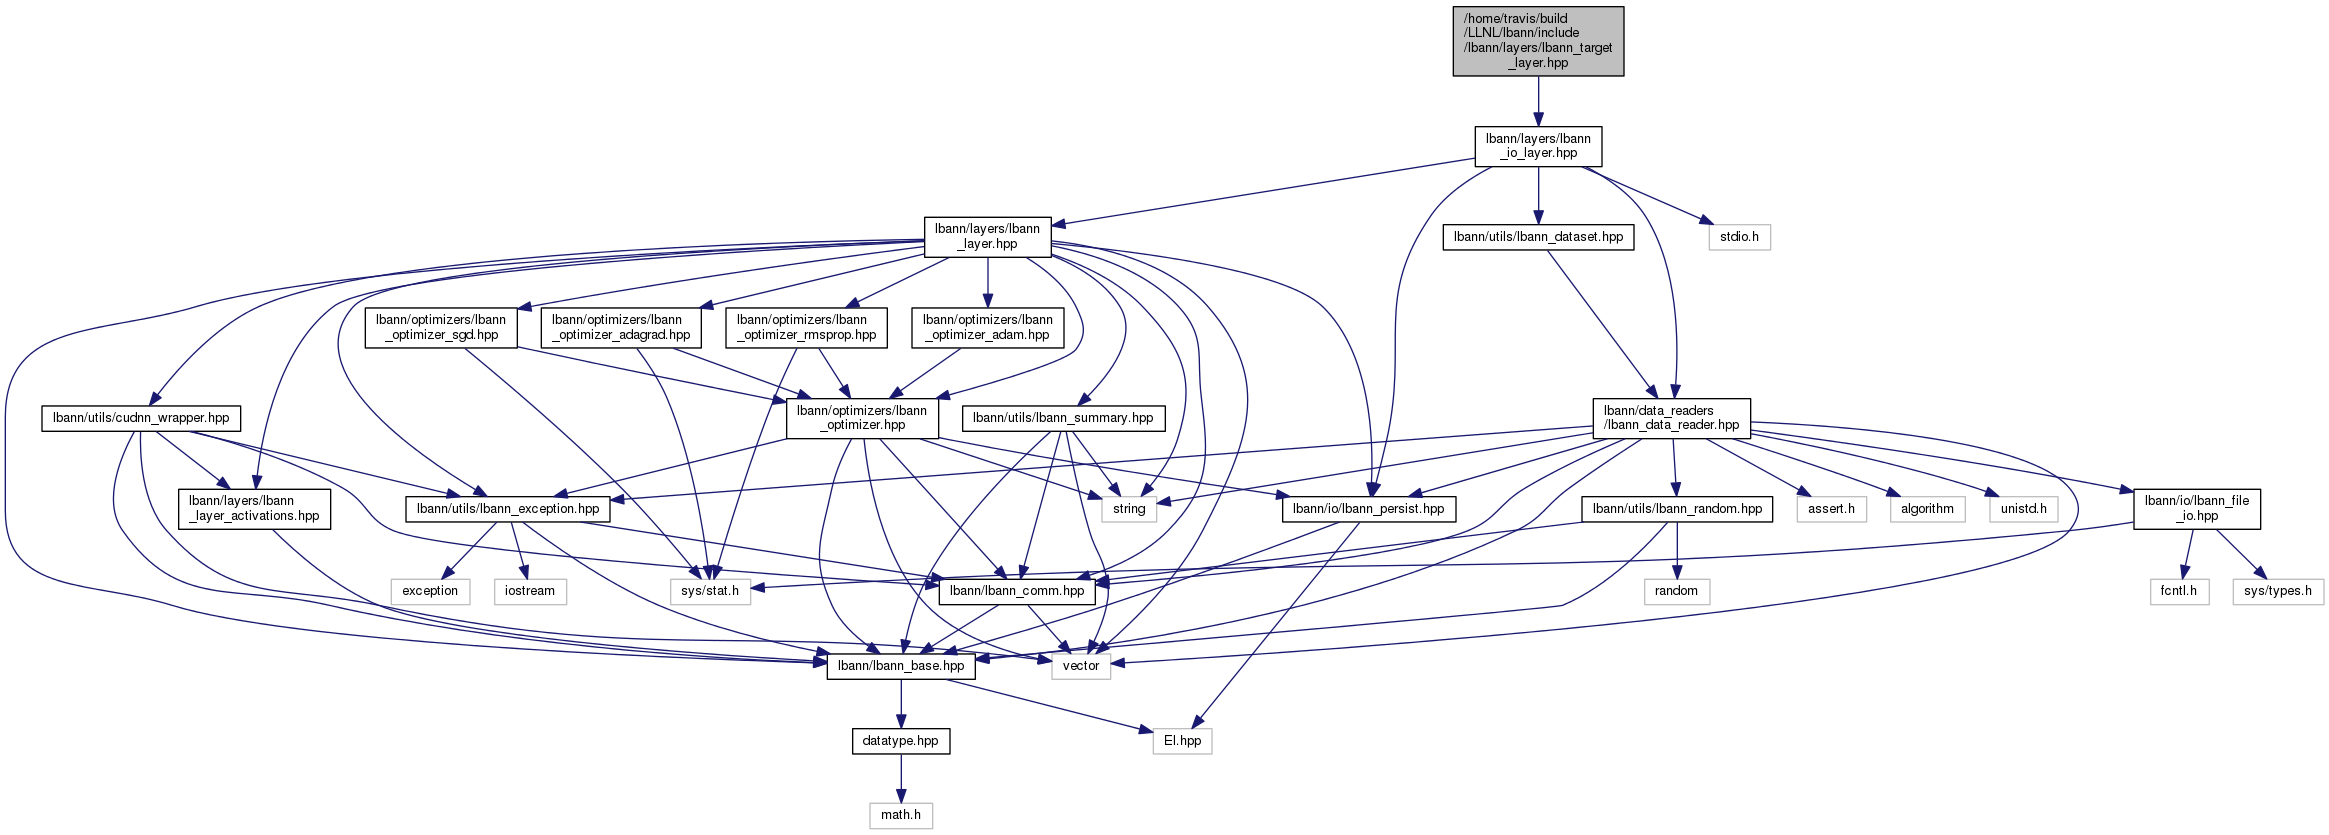 /home/travis/build
/LLNL/lbann/include
/lbann/layers/lbann_target
_layer.hpp
lbann/layers/lbann
_io_layer.hpp
lbann/layers/lbann
_layer.hpp
lbann/utils/lbann_dataset.hpp
stdio.h
lbann/optimizers/lbann
_optimizer_sgd.hpp
lbann/optimizers/lbann
_optimizer_adagrad.hpp
lbann/optimizers/lbann
_optimizer_rmsprop.hpp
lbann/optimizers/lbann
_optimizer_adam.hpp
lbann/utils/cudnn_wrapper.hpp
lbann/optimizers/lbann
_optimizer.hpp
lbann/utils/lbann_summary.hpp
lbann/data_readers
/lbann_data_reader.hpp
lbann/layers/lbann
_layer_activations.hpp
lbann/utils/lbann_exception.hpp
string
lbann/io/lbann_persist.hpp
lbann/utils/lbann_random.hpp
assert.h
algorithm
unistd.h
lbann/io/lbann_file
_io.hpp
exception
iostream
sys/stat.h
lbann/lbann_comm.hpp
random
fcntl.h
sys/types.h
lbann/lbann_base.hpp
vector
datatype.hpp
El.hpp
math.h